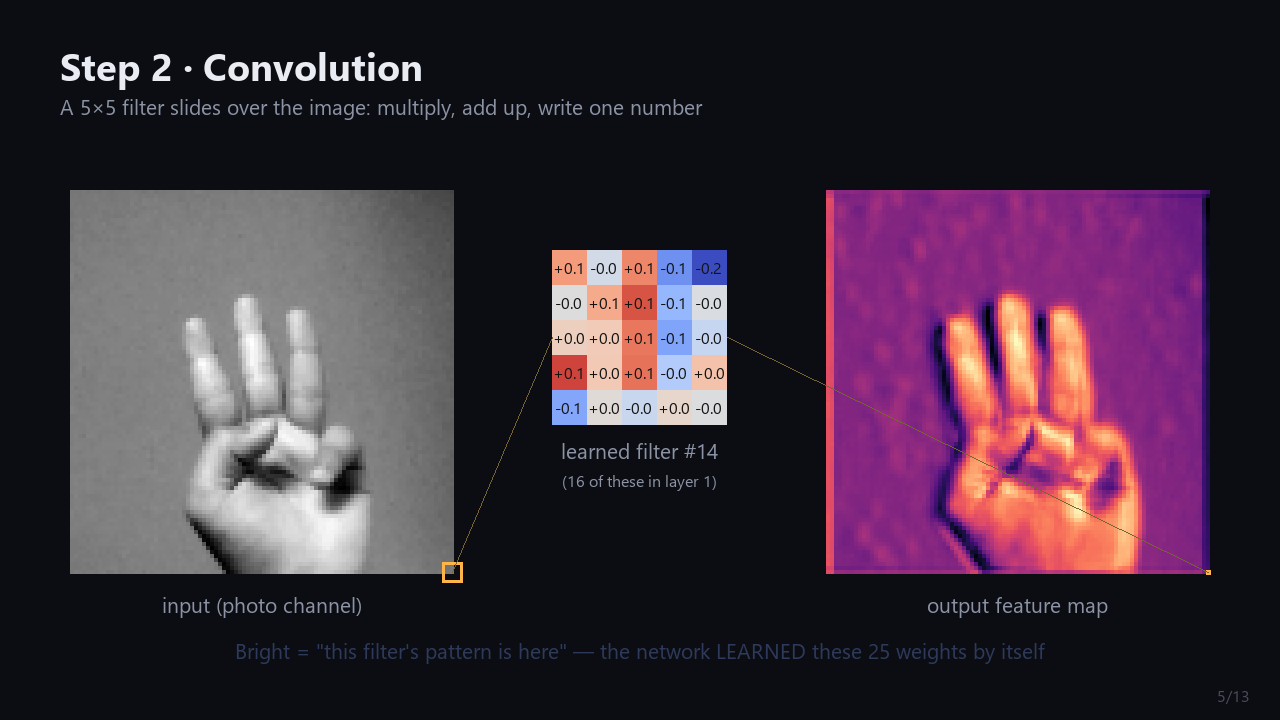 Step 2 · Convolution
A 5×5 filter slides over the image: multiply, add up, write one number
+0.1 -0.0 +0.1 -0.1 -0.2
-0.0 +0.1 +0.1 -0.1 -0.0
+0.0 +0.0 +0.1 -0.1 -0.0
+0.1 +0.0 +0.1 -0.0 +0.0
-0.1 +0.0 -0.0 +0.0 -0.0
learned filter #14
(16 of these in layer 1)
input (photo channel)
output feature map
Bright = "this filter's pattern is here" — the network LEARNED these 25 weights by itself
5/13